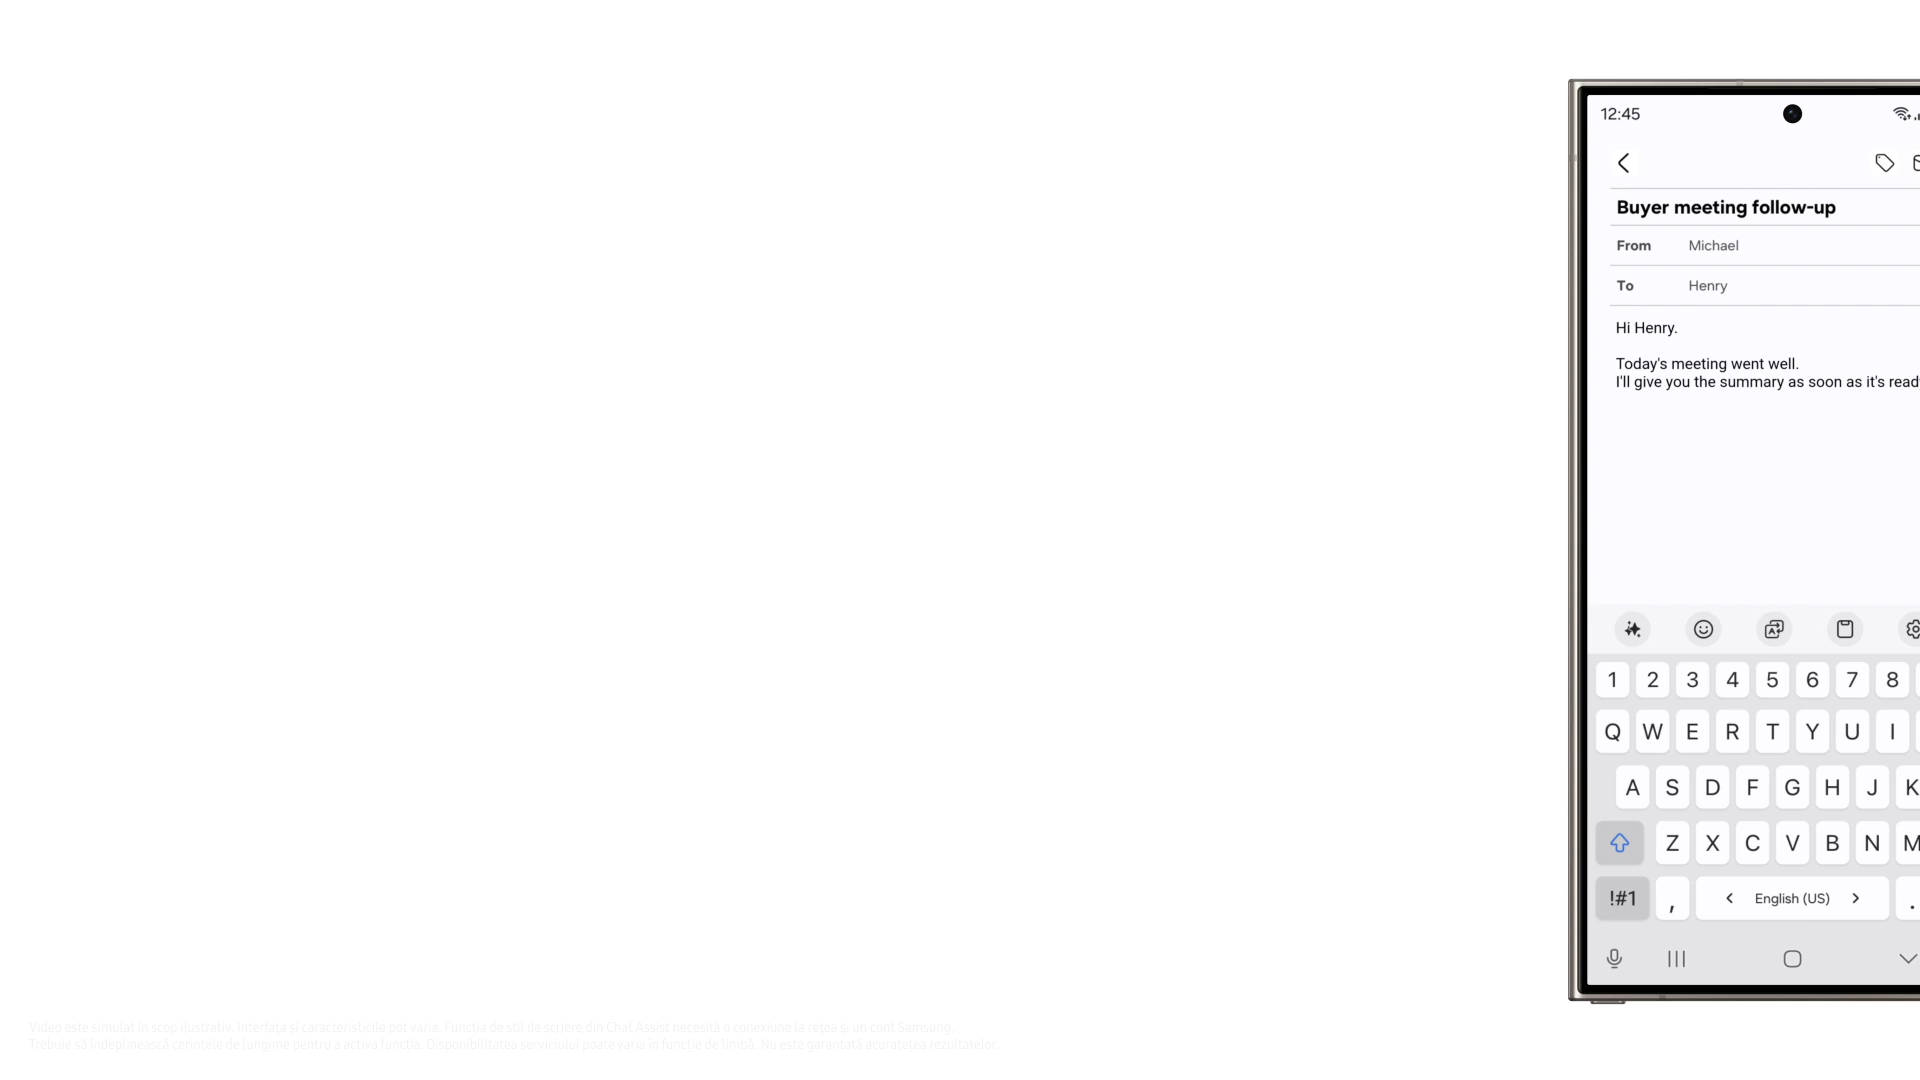 12:45
Buyer meeting follow-up
From Michael
To Henry
Hi Henry.
Today's meeting went well.
I'll give you the summary as soon as it's read
1 2 3 4 5 6 7 8
Q W E R T Y U I
A S D F G H J K
Z X C V B N M
!#1 , < English (US) > .
Video este simulat în scop ilustrativ. Interfața și caracteristicile pot varia. Funcția de stil de scriere din Chat Assist necesită o conexiune la rețea și un cont Samsung.
Trebuie să îndeplinească cerințele de lungime pentru a activa funcția. Disponibilitatea serviciului poate varia în funcție de limbă. Nu este garantată acuratețea rezultatelor.